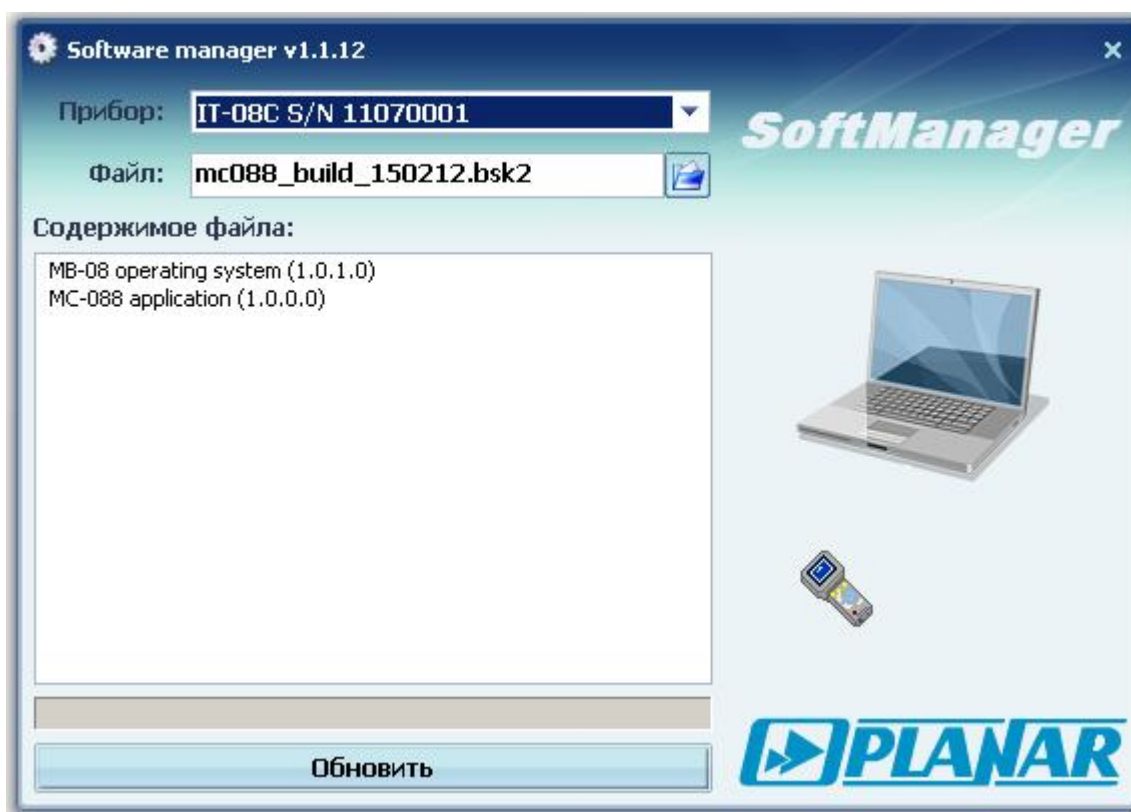 Software manager v1.1.12
Прибор: IT-08C S/N 11070001
SoftManager
Файл: mc088_build_150212.bsk2
Содержимое файла:
MB-08 operating system (1.0.1.0)
MC-088 application (1.0.0.0)
Обновить
PLANAR